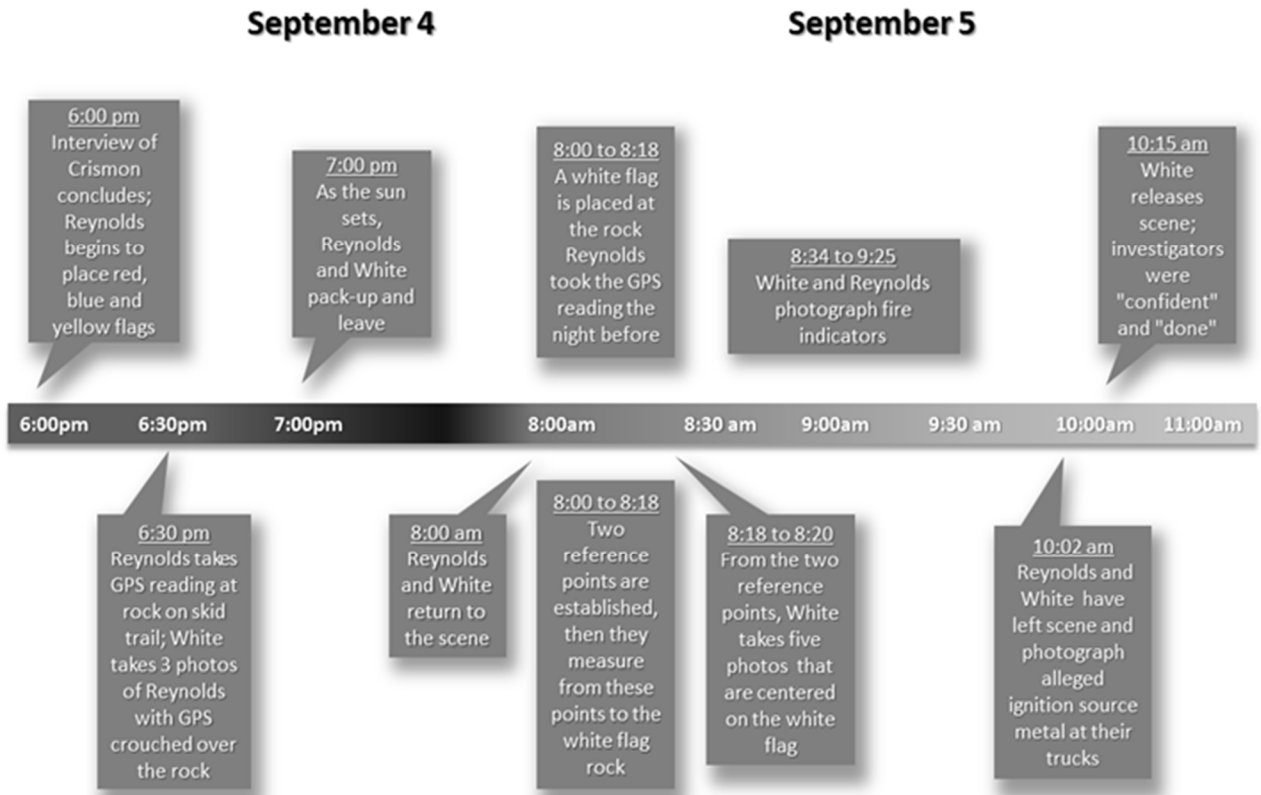 September 4
September 5
6:00 pm
Interview of
Crismon
concludes;
Reynolds
begins to
place red,
blue and
yellow flags
7:00 pm
As the sun
sets,
Reynolds
and White
pack-up and
leave
8:00 to 8:18
A white flag
is placed at
the rock
Reynolds
took the GPS
reading the
night before
8:34 to 9:25
White and Reynolds
photograph fire
indicators
10:15 am
White
releases
scene;
investigators
were
"confident"
and "done"
6:00pm 6:30pm 7:00pm 8:00am 8:30 am 9:00am 9:30 am 10:00am 11:00am
6:30 pm
Reynolds takes
GPS reading at
rock on skid
trail; White
takes 3 photos
of Reynolds
with GPS
crouched over
the rock
8:00 am
Reynolds
and White
return to
the scene
8:00 to 8:18
Two
reference
points are
established,
then they
measure
from these
points to the
white flag
rock
8:18 to 8:20
From the two
reference
points, White
takes five
photos that
are centered
on the white
flag
10:02 am
Reynolds and
White have
left scene and
photograph
alleged
ignition source
metal at their
trucks